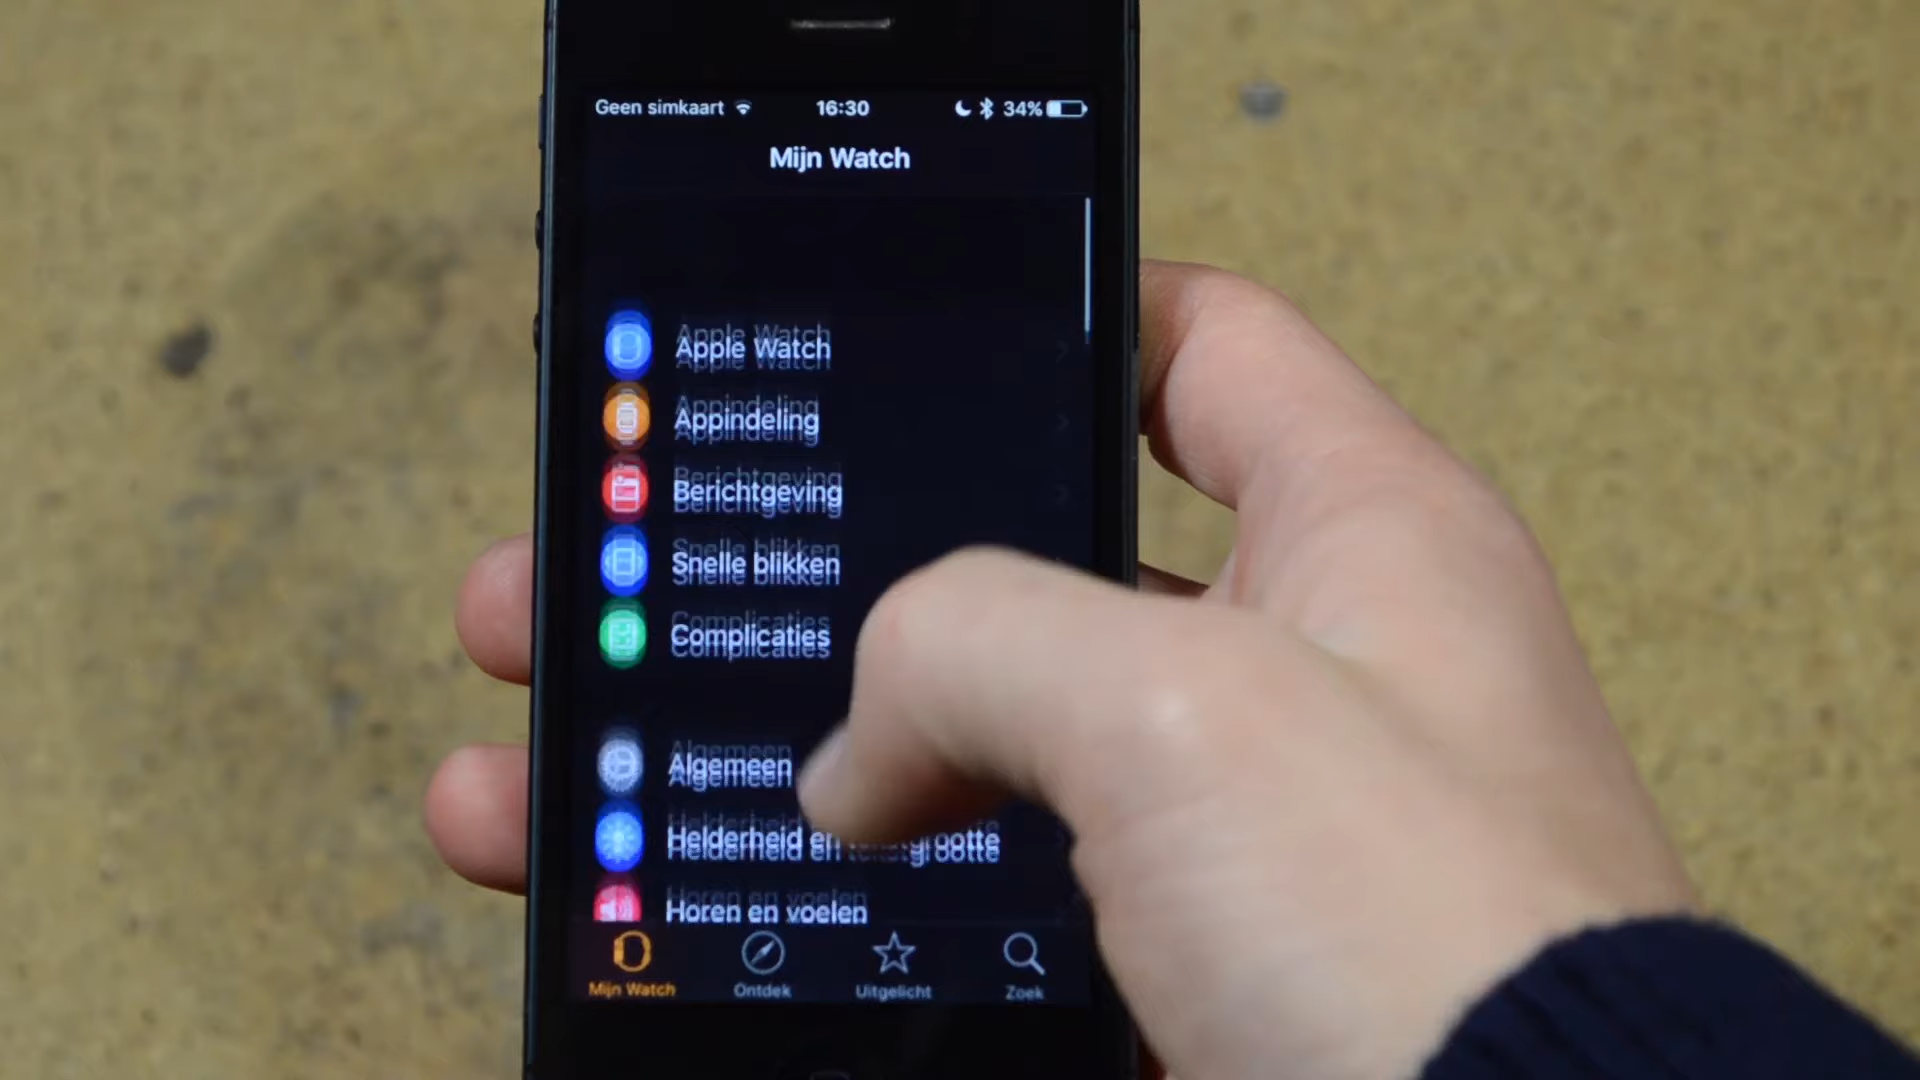 Geen simkaart 16:30 34%
Mijn Watch
Apple Watch
Appindeling
Berichtgeving
Snelle blikken
Complicaties
Algemeen
Helderheid en tekstgrootte
Horen en voelen
Mijn Watch Ontdek Uitgelicht Zoek